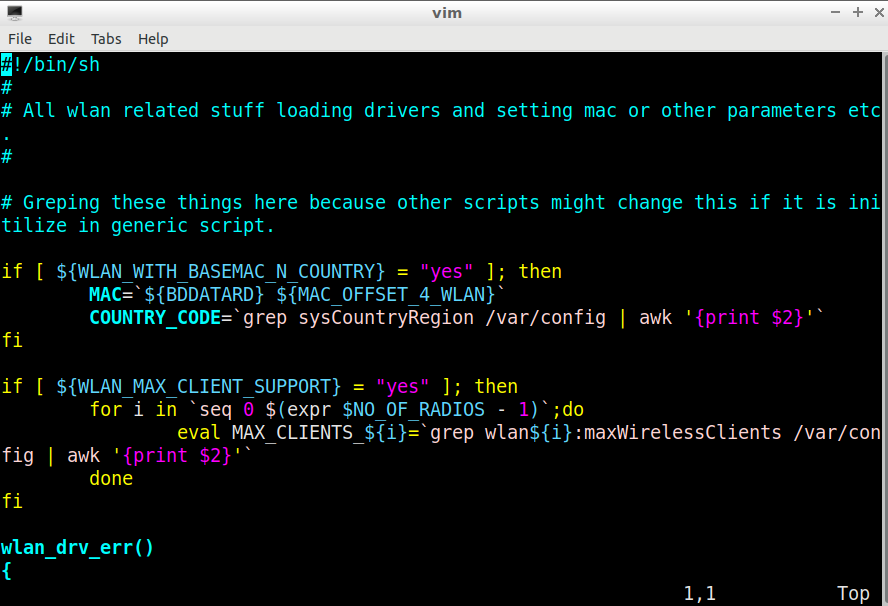 vim
File Edit Tabs Help
#!/bin/sh
#
# All wlan related stuff loading drivers and setting mac or other parameters etc
.
#
# Greping these things here because other scripts might change this if it is ini
tilize in generic script.
if [ ${WLAN_WITH_BASEMAC_N_COUNTRY} = "yes" ]; then
        MAC=`${BDDATARD} ${MAC_OFFSET_4_WLAN}`
        COUNTRY_CODE=`grep sysCountryRegion /var/config | awk '{print $2}'`
fi
if [ ${WLAN_MAX_CLIENT_SUPPORT} = "yes" ]; then
        for i in `seq 0 $(expr $NO_OF_RADIOS - 1)`;do
                eval MAX_CLIENTS_${i}=`grep wlan${i}:maxWirelessClients /var/con
fig | awk '{print $2}'`
        done
fi
wlan_drv_err()
{
1,1 Top